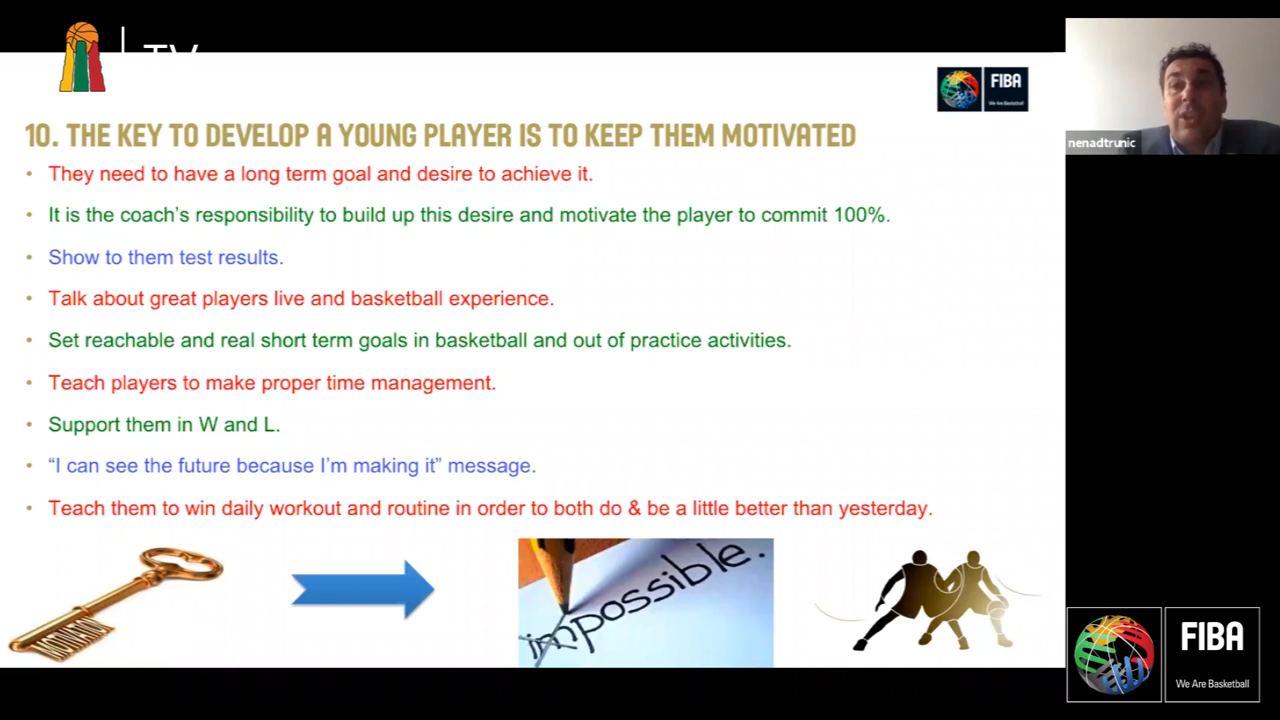 TV
FIBA
We Are Basketball
nenadtrunic
10. THE KEY TO DEVELOP A YOUNG PLAYER IS TO KEEP THEM MOTIVATED
• They need to have a long term goal and desire to achieve it.
• It is the coach's responsibility to build up this desire and motivate the player to commit 100%.
• Show to them test results.
• Talk about great players live and basketball experience.
• Set reachable and real short term goals in basketball and out of practice activities.
• Teach players to make proper time management.
• Support them in W and L.
• “I can see the future because I’m making it” message.
• Teach them to win daily workout and routine in order to both do & be a little better than yesterday.
impossible.
FIBA
We Are Basketball